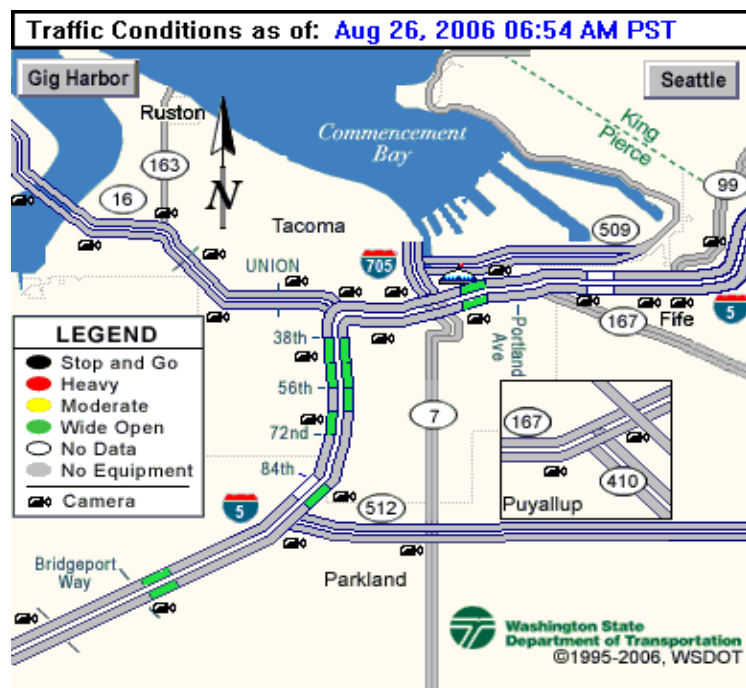 Traffic Conditions as of: Aug 26, 2006 06:54 AM PST
Gig Harbor
Seattle
Ruston
Commencement
Bay
King
Pierce
163
99
16
N
Tacoma
509
705
UNION
5
167
Fife
Portland
Ave
LEGEND
Stop and Go
Heavy
Moderate
Wide Open
No Data
No Equipment
Camera
38th
56th
72nd
84th
7
167
410
Puyallup
5
512
Bridgeport
Way
Parkland
Washington State
Department of Transportation
©1995-2006, WSDOT